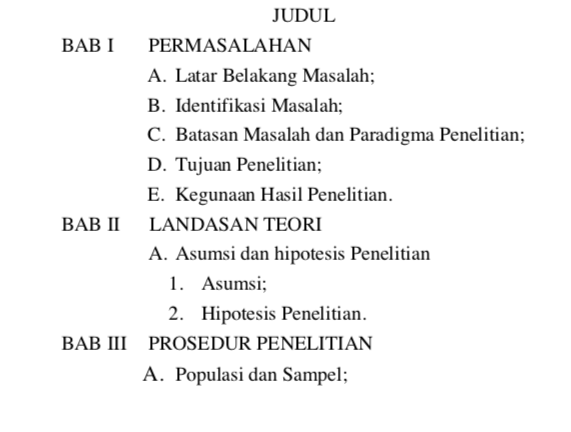 JUDUL
BAB I PERMASALAHAN
A. Latar Belakang Masalah;
B. Identifikasi Masalah;
C. Batasan Masalah dan Paradigma Penelitian;
D. Tujuan Penelitian;
E. Kegunaan Hasil Penelitian.
BAB II LANDASAN TEORI
A. Asumsi dan hipotesis Penelitian
1. Asumsi;
2. Hipotesis Penelitian.
BAB III PROSEDUR PENELITIAN
A. Populasi dan Sampel;